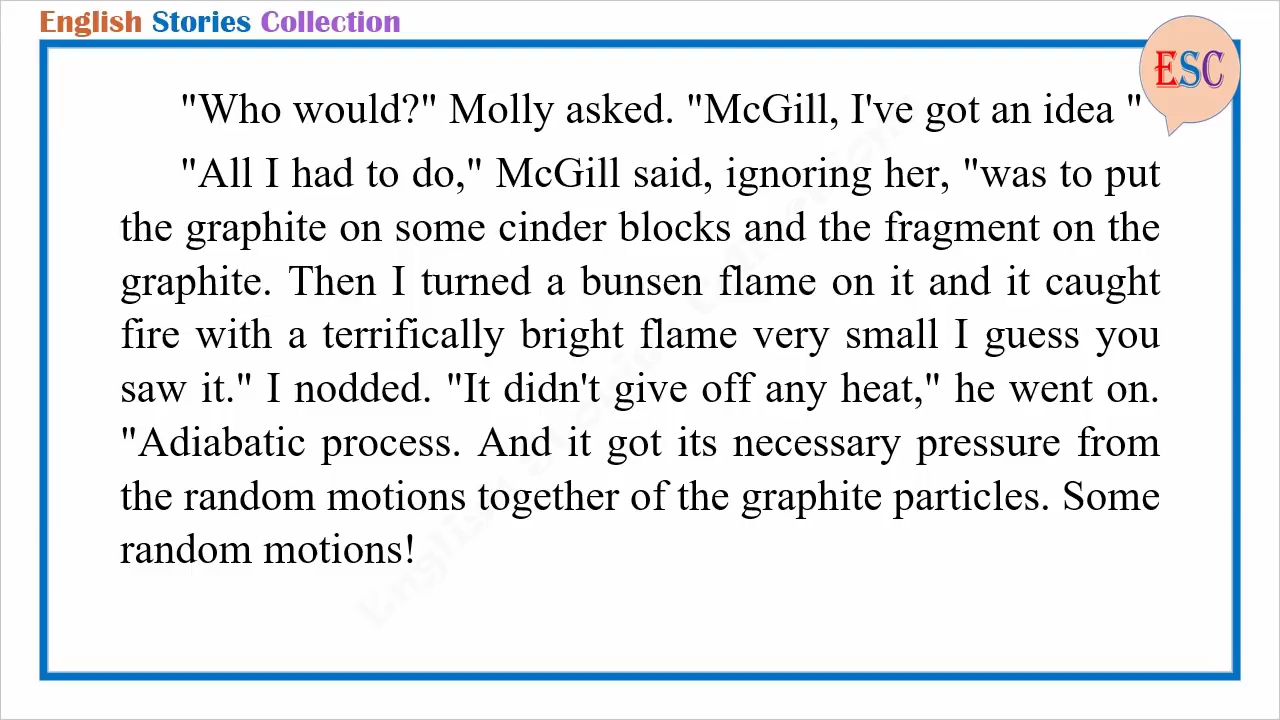 English Stories Collection
ESC
"Who would?" Molly asked. "McGill, I've got an idea "
"All I had to do," McGill said, ignoring her, "was to put
the graphite on some cinder blocks and the fragment on the
graphite. Then I turned a bunsen flame on it and it caught
fire with a terrifically bright flame very small I guess you
saw it." I nodded. "It didn't give off any heat," he went on.
"Adiabatic process. And it got its necessary pressure from
the random motions together of the graphite particles. Some
random motions!
English Stories Collection